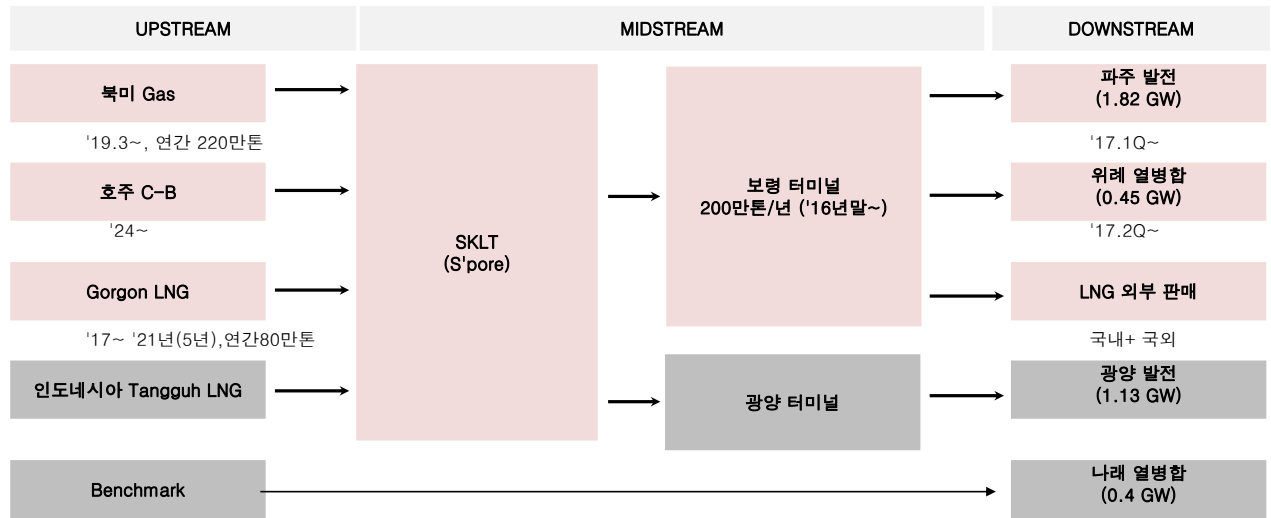 UPSTREAM
MIDSTREAM
DOWNSTREAM
북미 Gas
'19.3~, 연간 220만톤
호주 C-B
'24~
Gorgon LNG
'17~ '21년(5년),연간80만톤
인도네시아 Tangguh LNG
Benchmark
SKLT
(S'pore)
보령 터미널
200만톤/년 ('16년말~)
광양 터미널
파주 발전
(1.82 GW)
'17.1Q~
위례 열병합
(0.45 GW)
'17.2Q~
LNG 외부 판매
국내+ 국외
광양 발전
(1.13 GW)
나래 열병합
(0.4 GW)